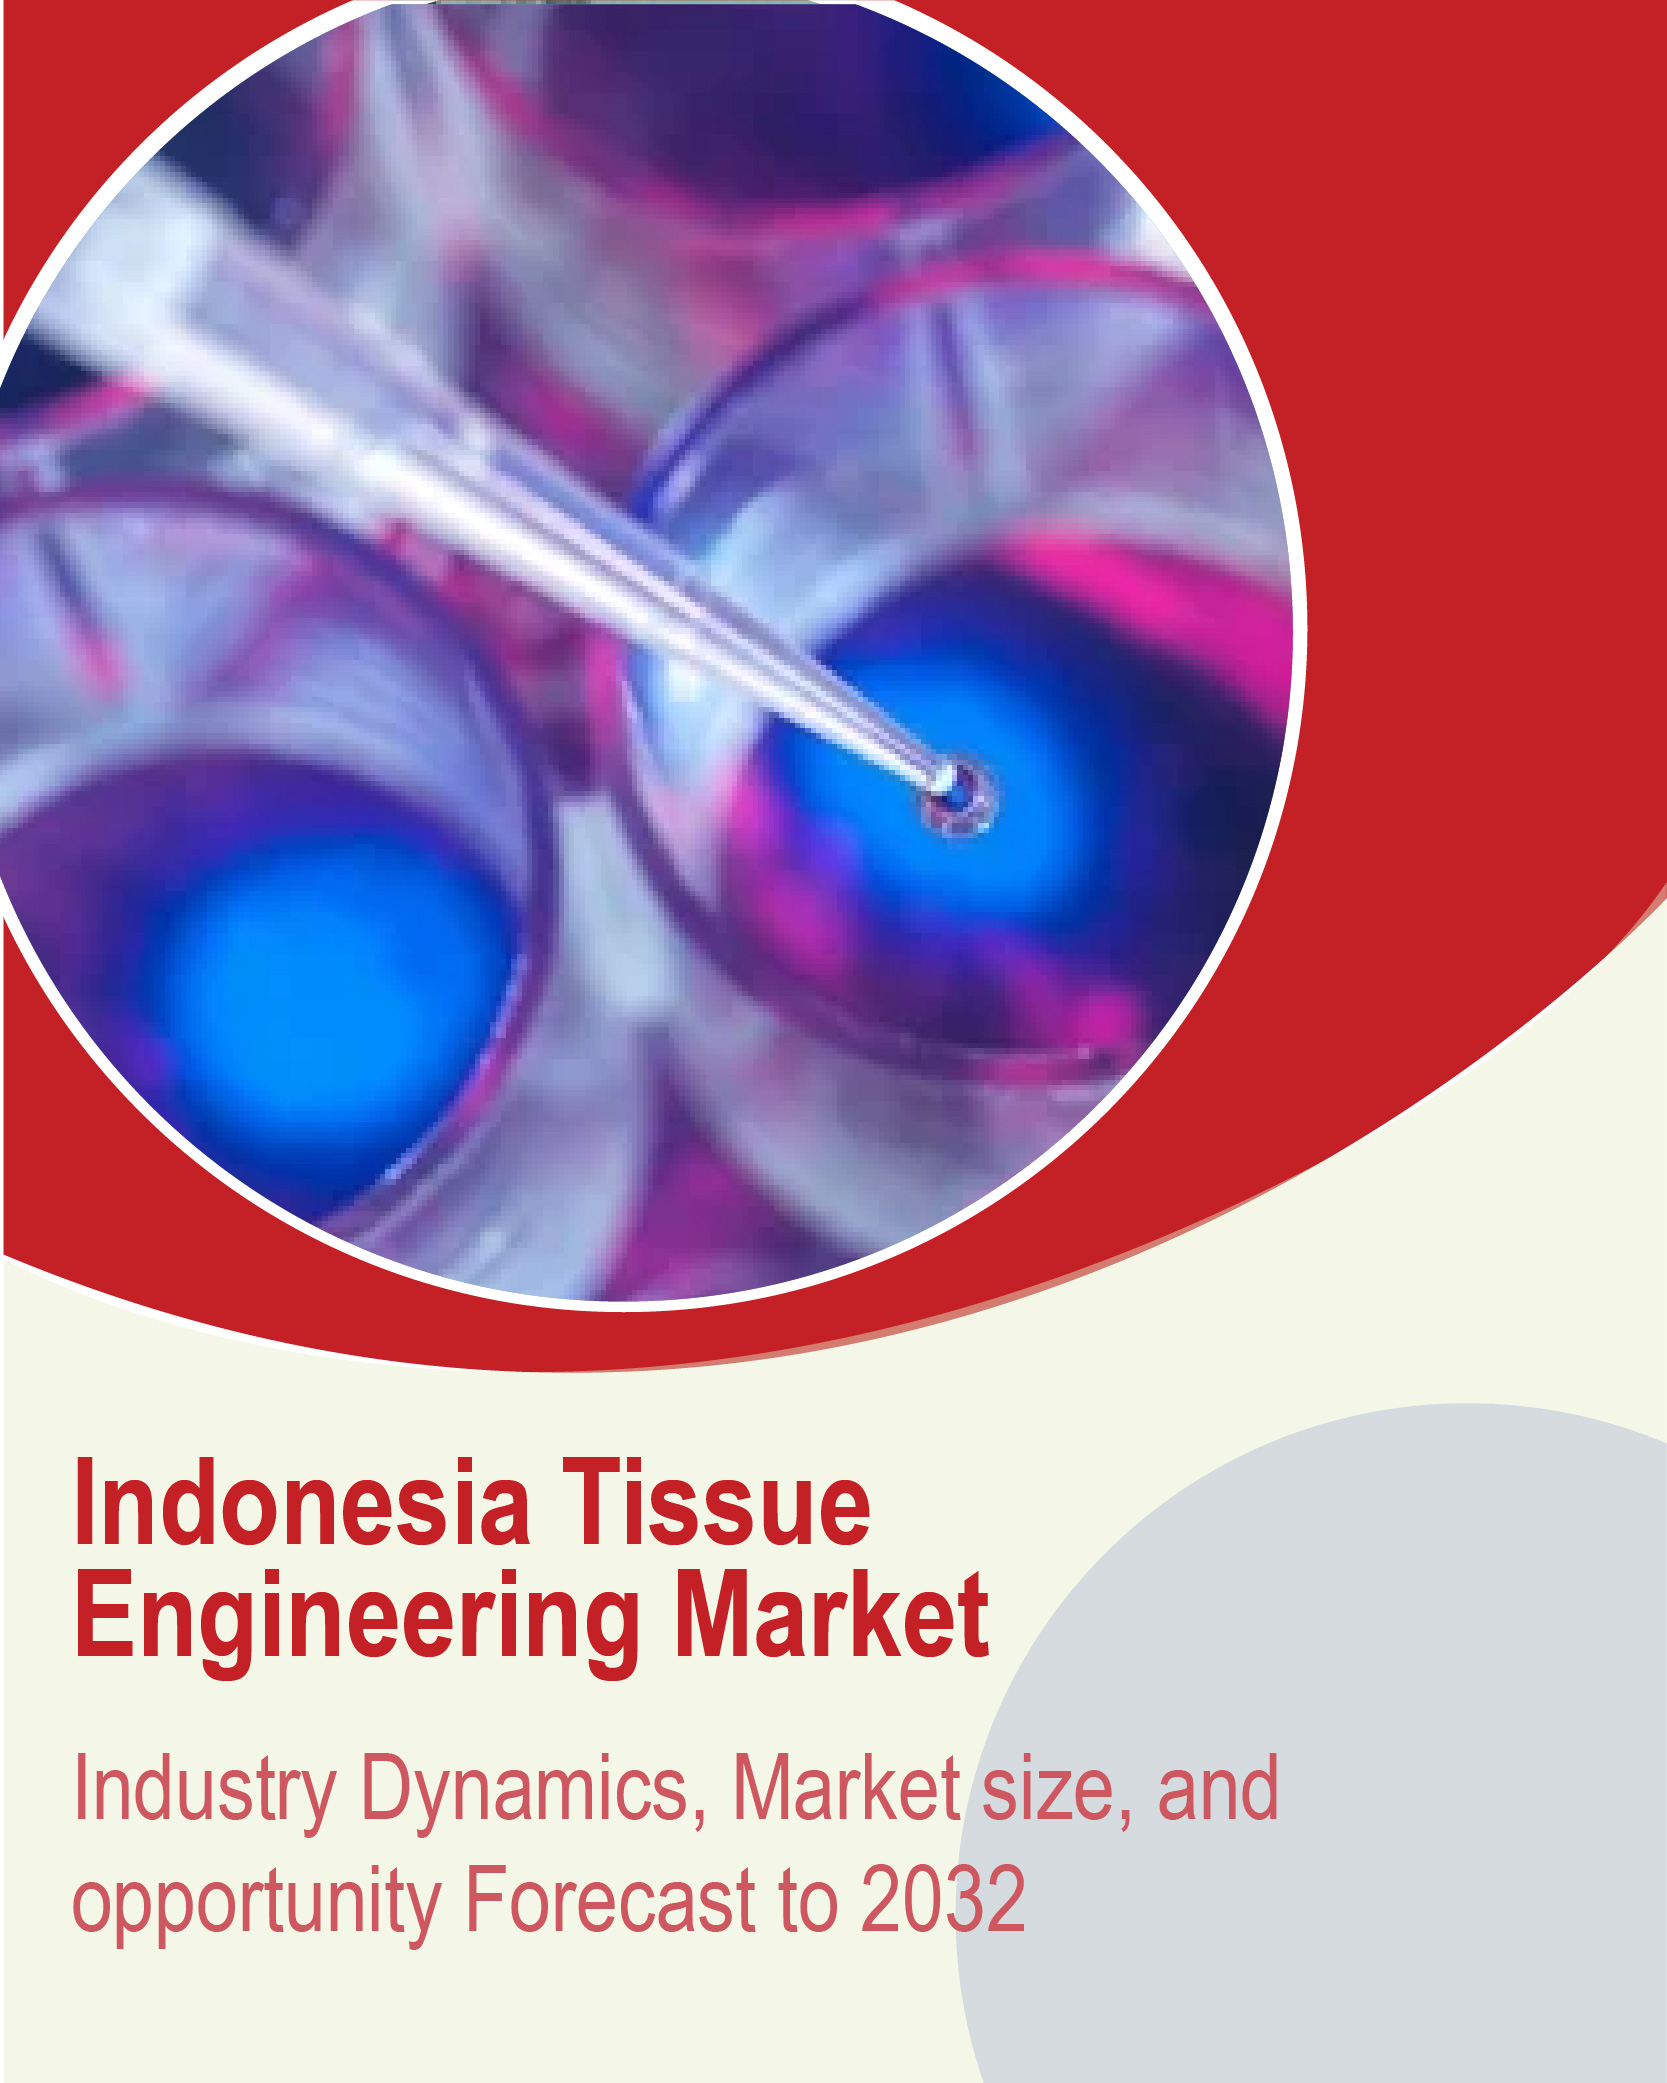 Indonesia Tissue
Engineering Market
Industry Dynamics, Market size, and
opportunity Forecast to 2032